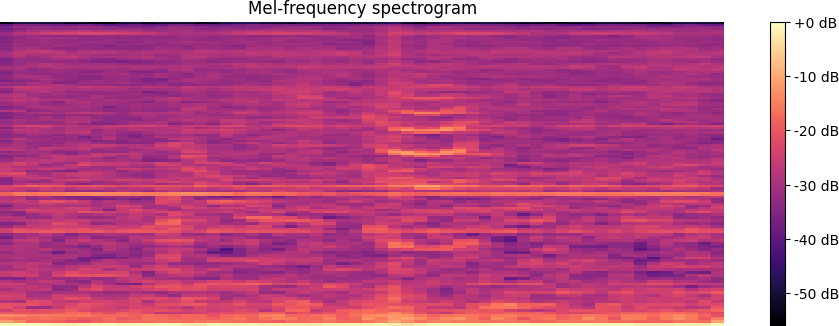 Mel-frequency spectrogram
+0 dB
-10 dB
-20 dB
-30 dB
-40 dB
-50 dB